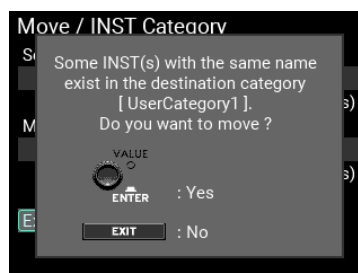 Move / INST Category
Some INST(s) with the same name
exist in the destination category
[ UserCategory1 ].
Do you want to move ?
VALUE
ENTER : Yes
EXIT : No